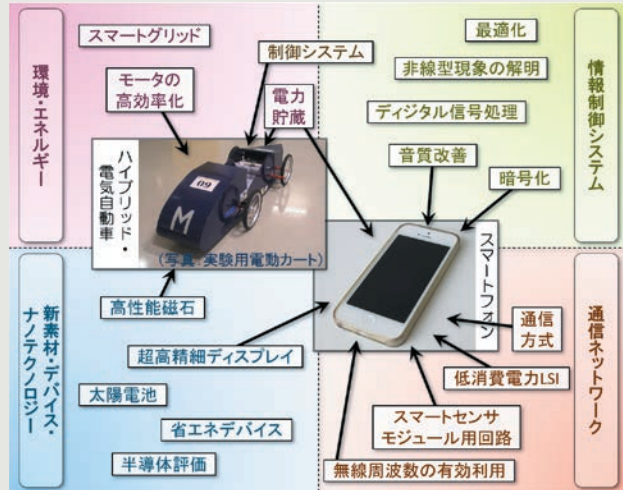 環境・エネルギー
スマートグリッド
モータの
高効率化
制御システム
電力
貯蔵
ハイブリッド・
電気自動車
09
M
(写真：実験用電動カート)
情報制御システム
最適化
非線型現象の解明
ディジタル信号処理
音質改善
暗号化
スマートフォン
新素材・デバイス・
ナノテクノロジー
高性能磁石
超高精細ディスプレイ
太陽電池
省エネデバイス
半導体評価
通信ネットワーク
通信
方式
低消費電力LSI
スマートセンサ
モジュール用回路
無線周波数の有効利用